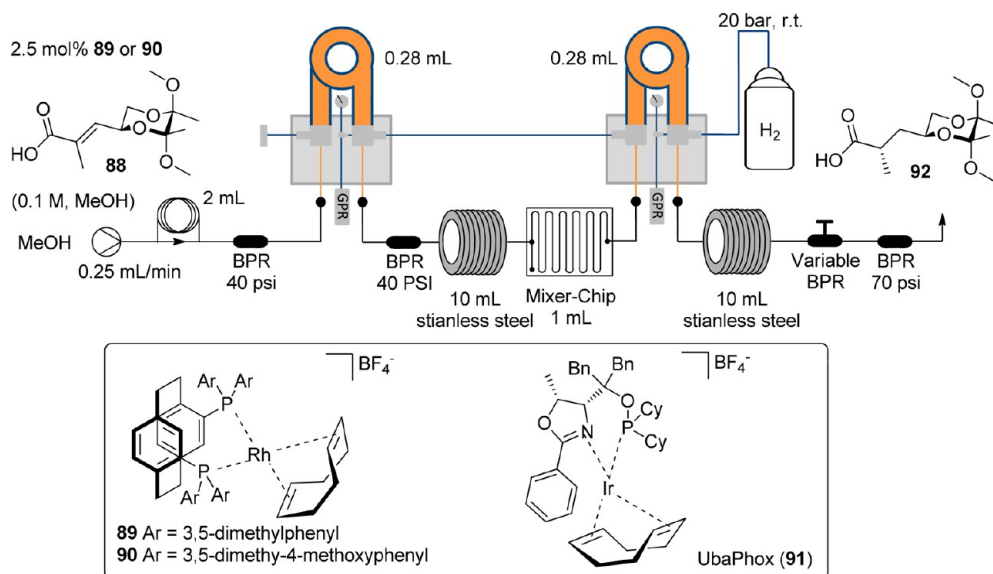 2.5 mol% 89 or 90
O
HO
O
O
O
O
88
(0.1 M, MeOH)
MeOH
0.25 mL/min
2 mL
BPR
40 psi
0.28 mL
GPR
BPR
40 PSI
10 mL
stianless steel
Mixer-Chip
1 mL
0.28 mL
GPR
20 bar, r.t.
H2
10 mL
stianless steel
Variable
BPR
BPR
70 psi
O
HO
O
O
O
O
92
BF4-
Ar Ar
P
P
Ar Ar
Rh
89 Ar = 3,5-dimethylphenyl
90 Ar = 3,5-dimethy-4-methoxyphenyl
BF4-
Bn Bn
O
O
N
P
Cy
Cy
Ir
UbaPhox (91)